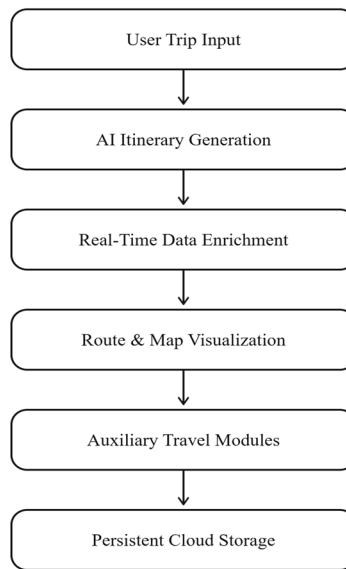 User Trip Input
AI Itinerary Generation
Real-Time Data Enrichment
Route & Map Visualization
Auxiliary Travel Modules
Persistent Cloud Storage